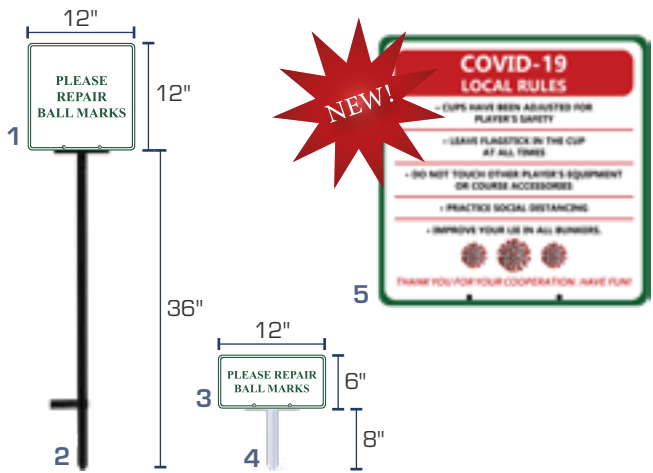 12"
PLEASE
REPAIR
BALL MARKS
12"
1
36"
2
12"
PLEASE REPAIR
BALL MARKS
6"
3
8"
4
NEW!
COVID-19
LOCAL RULES
• CUPS HAVE BEEN ADJUSTED FOR
PLAYER'S SAFETY
• LEAVE FLAGSTICK IN THE CUP
AT ALL TIMES
• DO NOT TOUCH OTHER PLAYER'S EQUIPMENT
OR COURSE ACCESSORIES
• PRACTICE SOCIAL DISTANCING
• IMPROVE YOUR LIE IN ALL BUNKERS.
THANK YOU FOR YOUR COOPERATION. HAVE FUN!
5